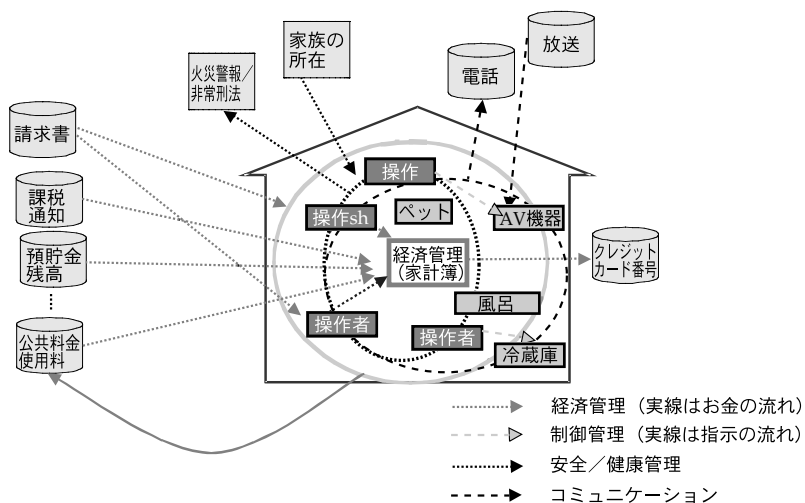 放送
家族の
所在
電話
火災警報／
非常刑法
請求書
操作
課税
通知
操作sh
ペット
AV機器
預貯金
残高
経済管理
（家計簿）
クレジット
カード番号
風呂
公共料金
使用料
操作者
操作者
冷蔵庫
経済管理（実線はお金の流れ）
制御管理（実線は指示の流れ）
安全／健康管理
コミュニケーション